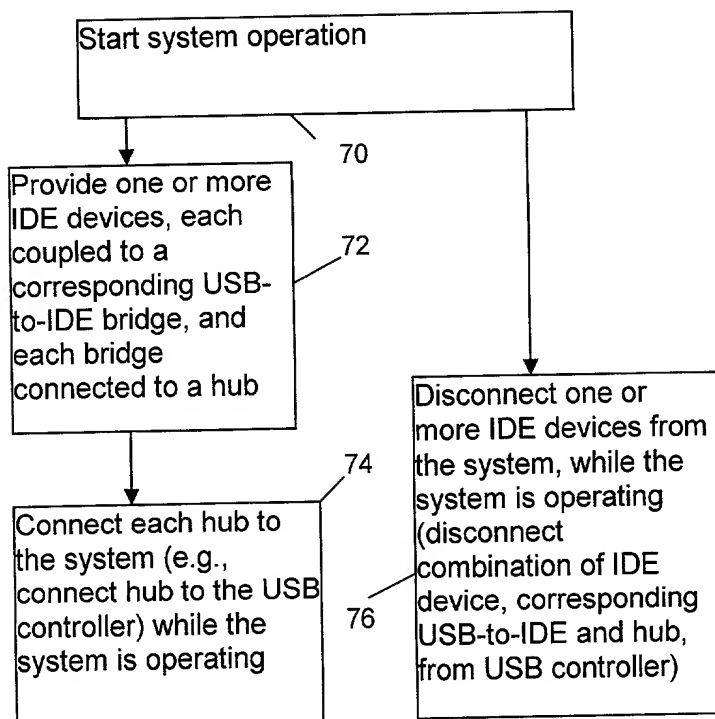 Start system operation
70
Provide one or more
IDE devices, each
coupled to a
corresponding USB-
to-IDE bridge, and
each bridge
connected to a hub
72
74
Connect each hub to
the system (e.g.,
connect hub to the USB
controller) while the
system is operating
Disconnect one or
more IDE devices from
the system, while the
system is operating
(disconnect
combination of IDE
device, corresponding
USB-to-IDE and hub,
from USB controller)
76